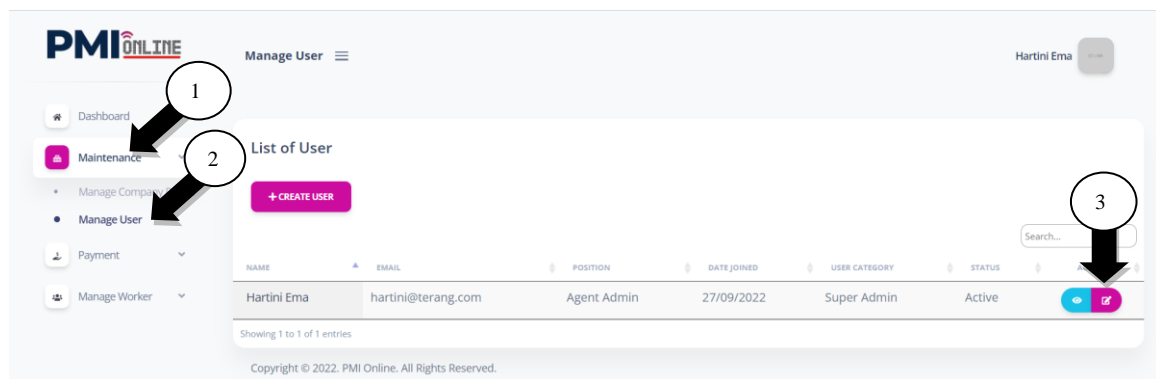 PMI ONLINE
Manage User
Hartini Ema
1
Dashboard
Maintenance
2
List of User
Manage Company
+ CREATE USER
Manage User
3
Search...
Payment
NAME EMAIL POSITION DATE JOINED USER CATEGORY STATUS
Manage Worker
Hartini Ema hartini@terang.com Agent Admin 27/09/2022 Super Admin Active
Showing 1 to 1 of 1 entries
Copyright © 2022. PMI Online. All Rights Reserved.